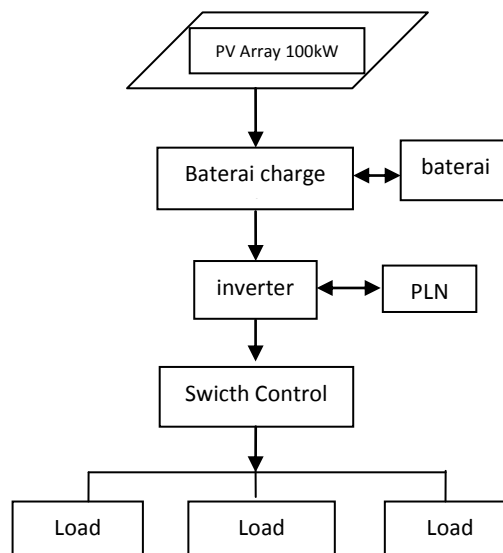 PV Array 100kW
Baterai charge
baterai
inverter
PLN
Swicth Control
Load
Load
Load